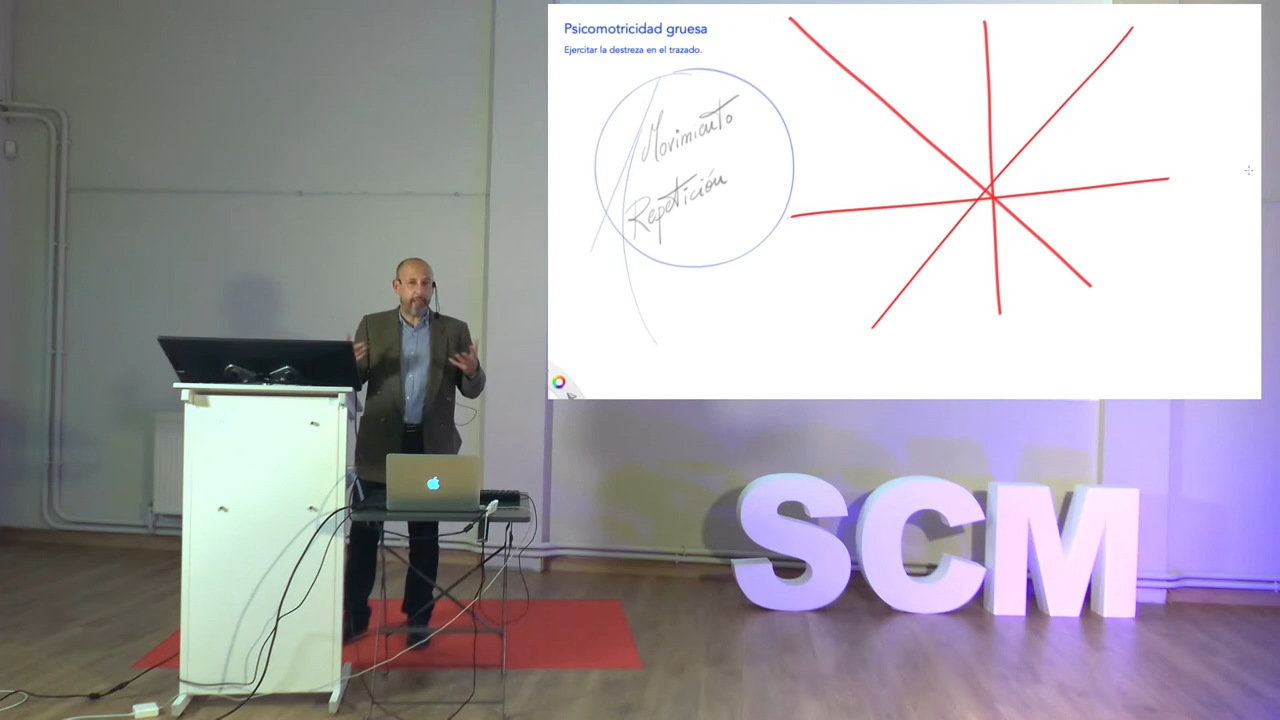 Psicomotricidad gruesa
Ejercitar la destreza en el trazado.
Movimiento
Repetición
SCM